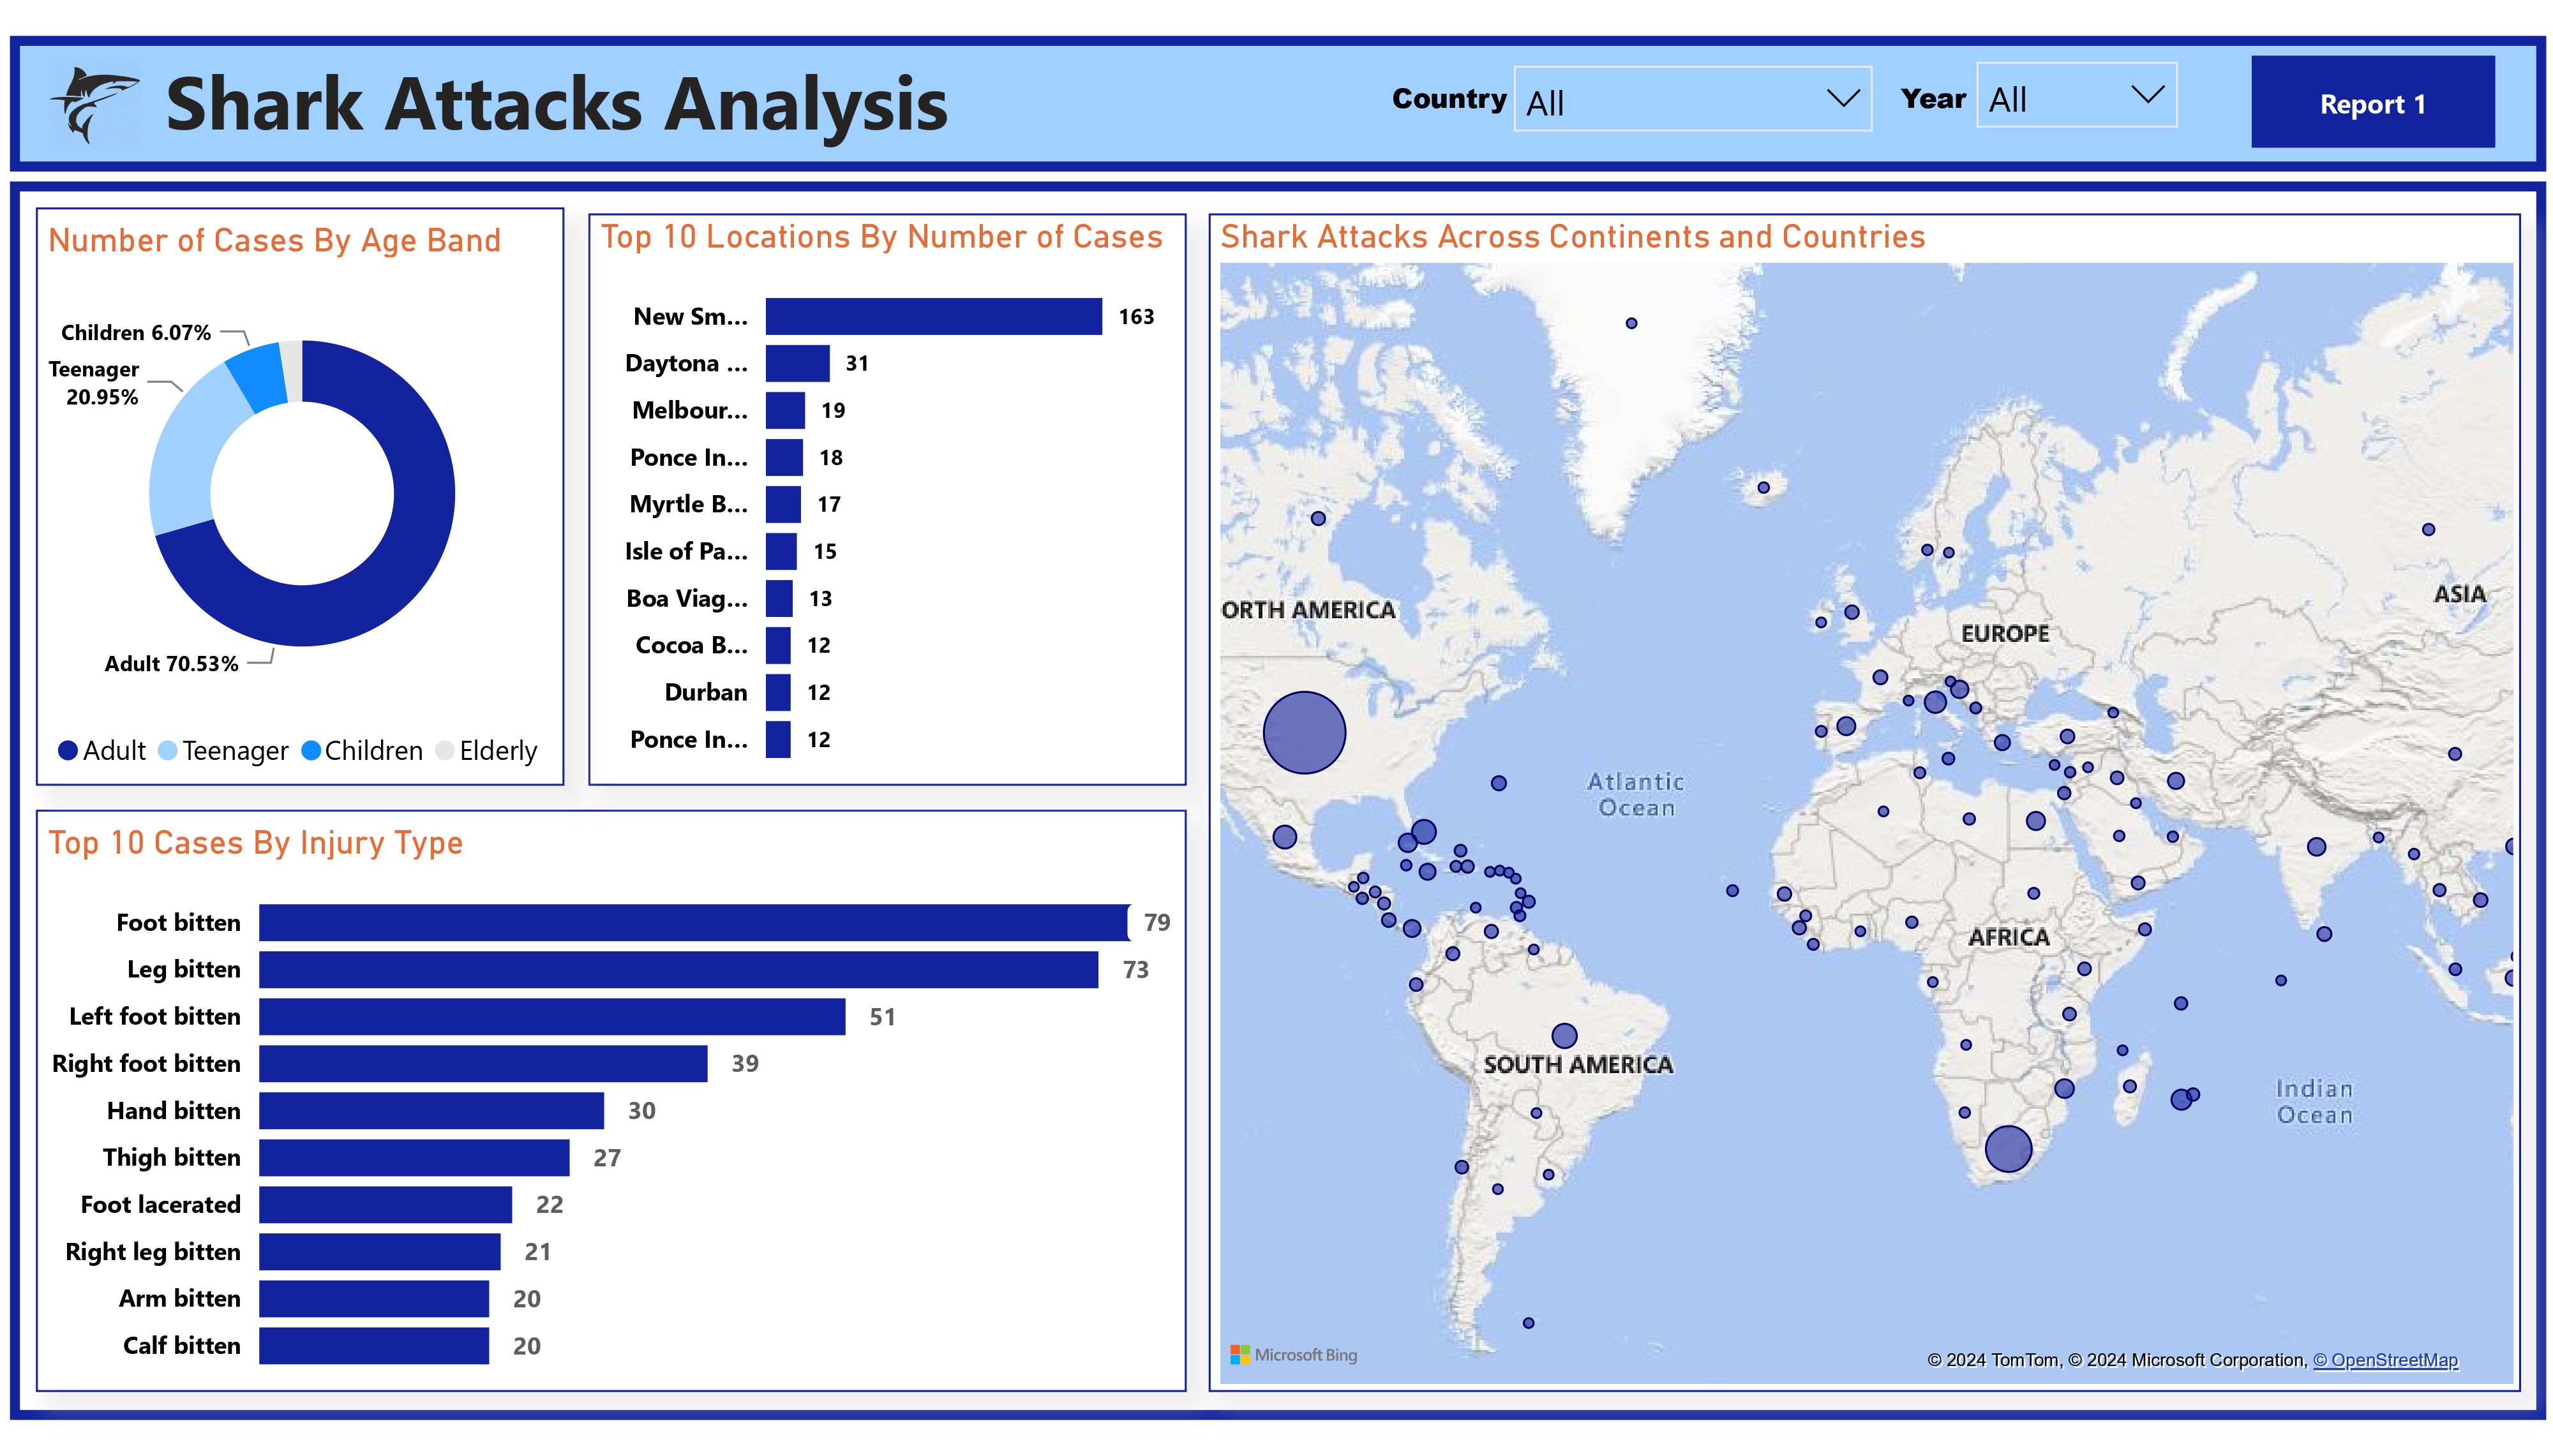 Shark Attacks Analysis
Country
All
Year
All
Report 1
Number of Cases By Age Band
Children 6.07%
Teenager
20.95%
Adult 70.53%
Adult
Teenager
Children
Elderly
Top 10 Locations By Number of Cases
New Sm... 163
Daytona ... 31
Melbour... 19
Ponce In... 18
Myrtle B... 17
Isle of Pa... 15
Boa Viag... 13
Cocoa B... 12
Durban 12
Ponce In... 12
Top 10 Cases By Injury Type
Foot bitten 79
Leg bitten 73
Left foot bitten 51
Right foot bitten 39
Hand bitten 30
Thigh bitten 27
Foot lacerated 22
Right leg bitten 21
Arm bitten 20
Calf bitten 20
Shark Attacks Across Continents and Countries
ORTH AMERICA
ASIA
EUROPE
Atlantic
Ocean
AFRICA
SOUTH AMERICA
Indian
Ocean
Microsoft Bing
© 2024 TomTom, © 2024 Microsoft Corporation, © OpenStreetMap